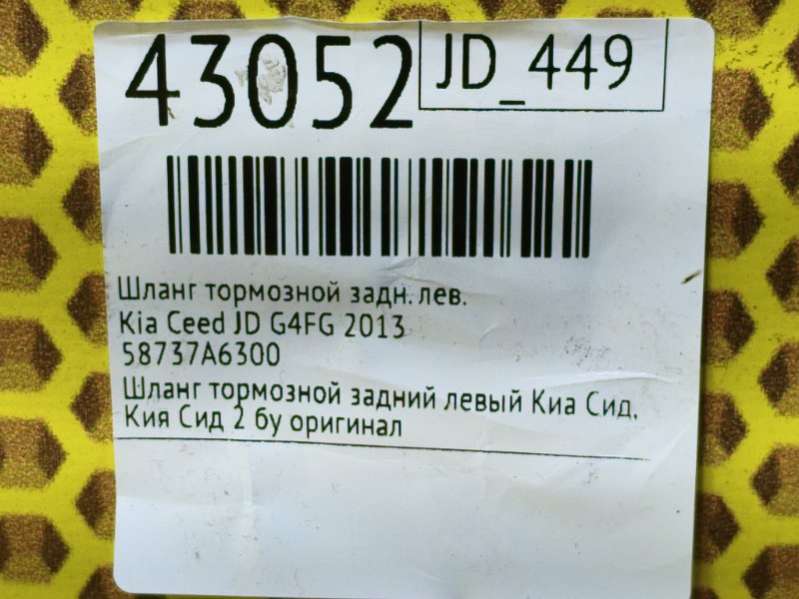 43052
JD_449
Шланг тормозной задн. лев.
Kia Ceed JD G4FG 2013
58737A6300
Шланг тормозной задний левый Киа Сид,
Кия Сид 2 бу оригинал